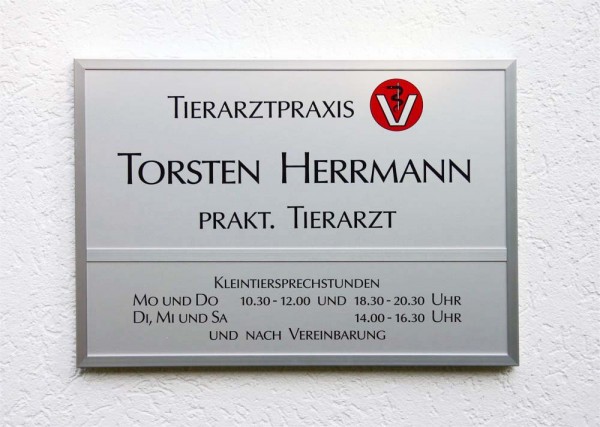 TIERARZTPRAXIS V
TORSTEN HERRMANN
PRAKT. TIERARZT
KLEINTIERSPRECHSTUNDEN
MO UND DO 10.30 - 12.00 UND 18.30 - 20.30 UHR
DI, MI UND SA 14.00 - 16.30 UHR
UND NACH VEREINBARUNG